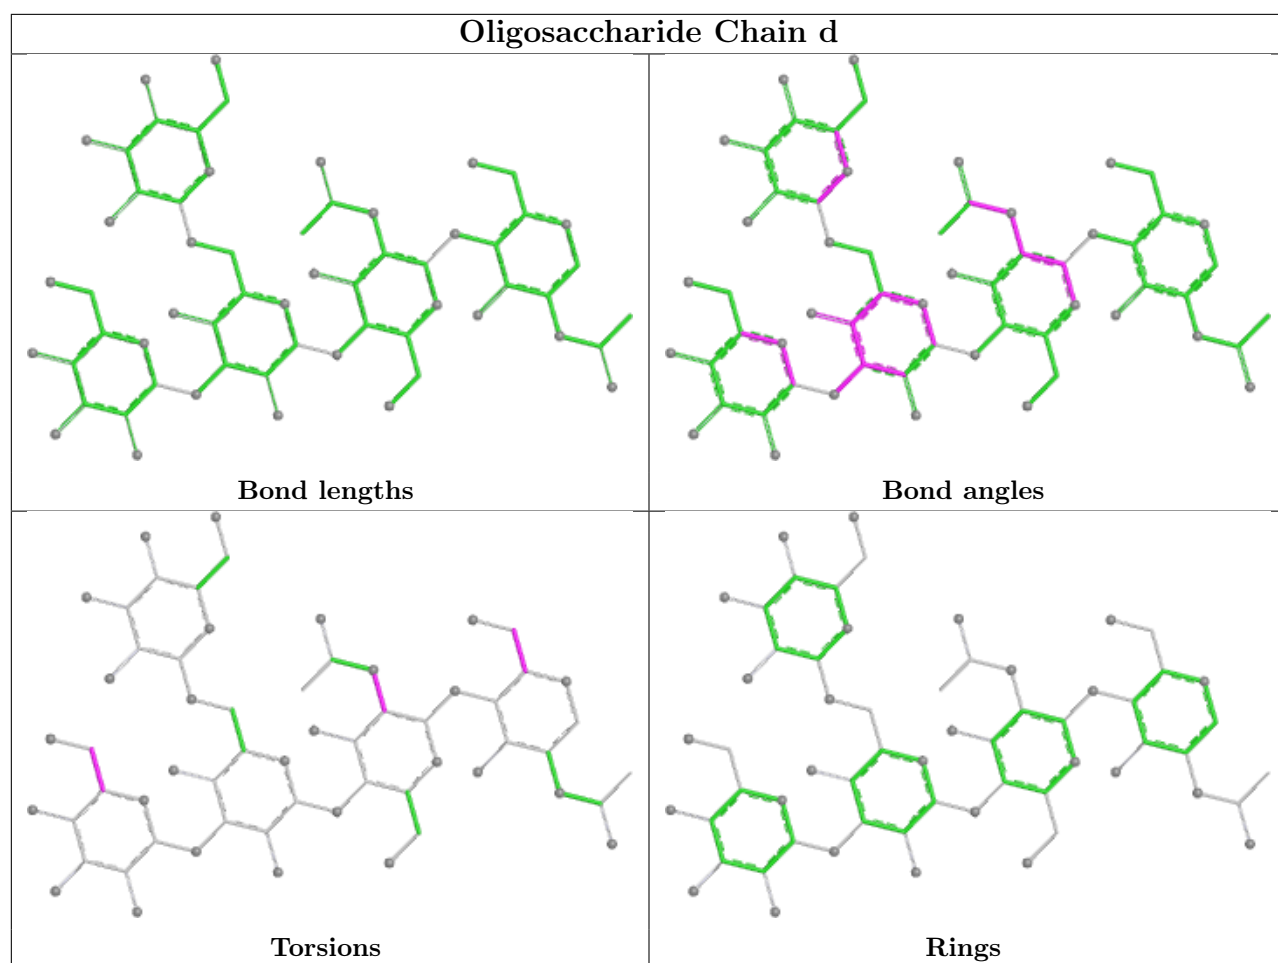 Oligosaccharide Chain d
Bond lengths
Bond angles
Torsions
Rings